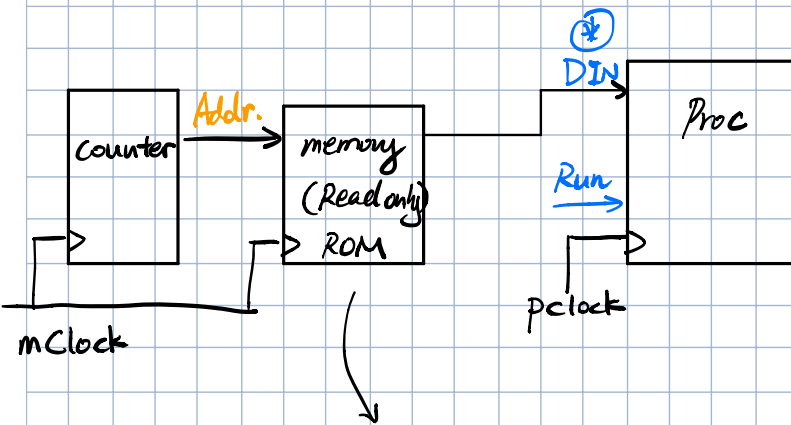 *
DIN
Addr.
Proc
counter
memory
(Read only)
ROM
Run
pclock
mClock